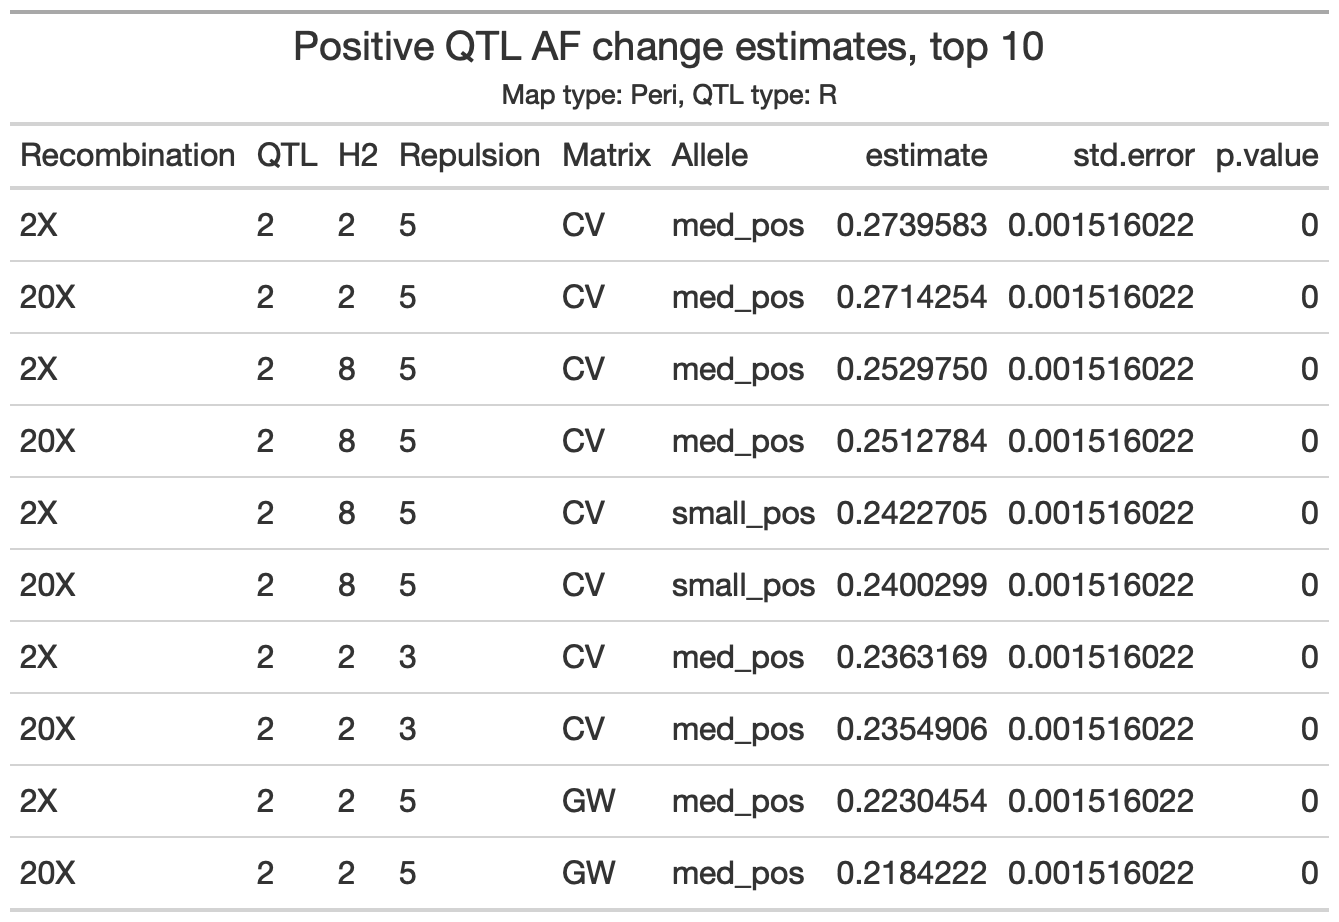 Positive QTL AF change estimates, top 10
Map type: Peri, QTL type: R
Recombination QTL H2 Repulsion Matrix Allele estimate std.error p.value
2X 2 2 5 CV med_pos 0.2739583 0.001516022 0
20X 2 2 5 CV med_pos 0.2714254 0.001516022 0
2X 2 8 5 CV med_pos 0.2529750 0.001516022 0
20X 2 8 5 CV med_pos 0.2512784 0.001516022 0
2X 2 8 5 CV small_pos 0.2422705 0.001516022 0
20X 2 8 5 CV small_pos 0.2400299 0.001516022 0
2X 2 2 3 CV med_pos 0.2363169 0.001516022 0
20X 2 2 3 CV med_pos 0.2354906 0.001516022 0
2X 2 2 5 GW med_pos 0.2230454 0.001516022 0
20X 2 2 5 GW med_pos 0.2184222 0.001516022 0